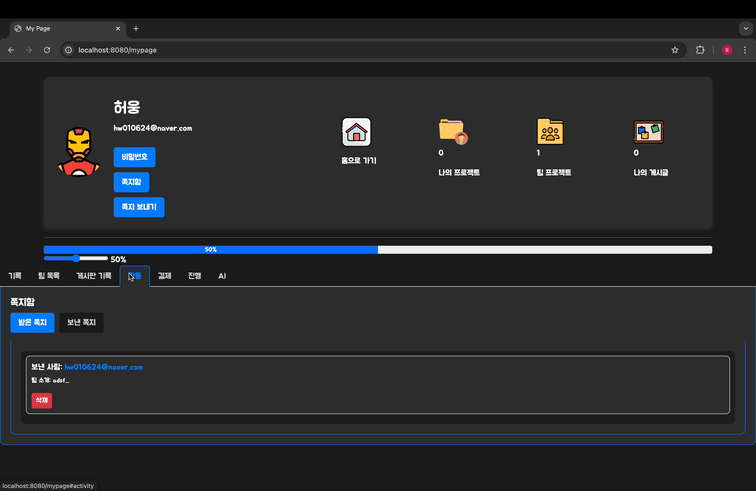 My Page
localhost:8080/mypage
허웅
hw010624@naver.com
비밀번호
쪽지함
쪽지 보내기
홈으로 가기
0
나의 프로젝트
1
팀 프로젝트
0
나의 게시글
50%
50%
기록
팀 목록
게시판 기록
결제
진행
AI
쪽지함
받은 쪽지
보낸 쪽지
보낸 사람: hw010624@naver.com
팀 소개: adsf...
삭제
localhost:8080/mypage#activity